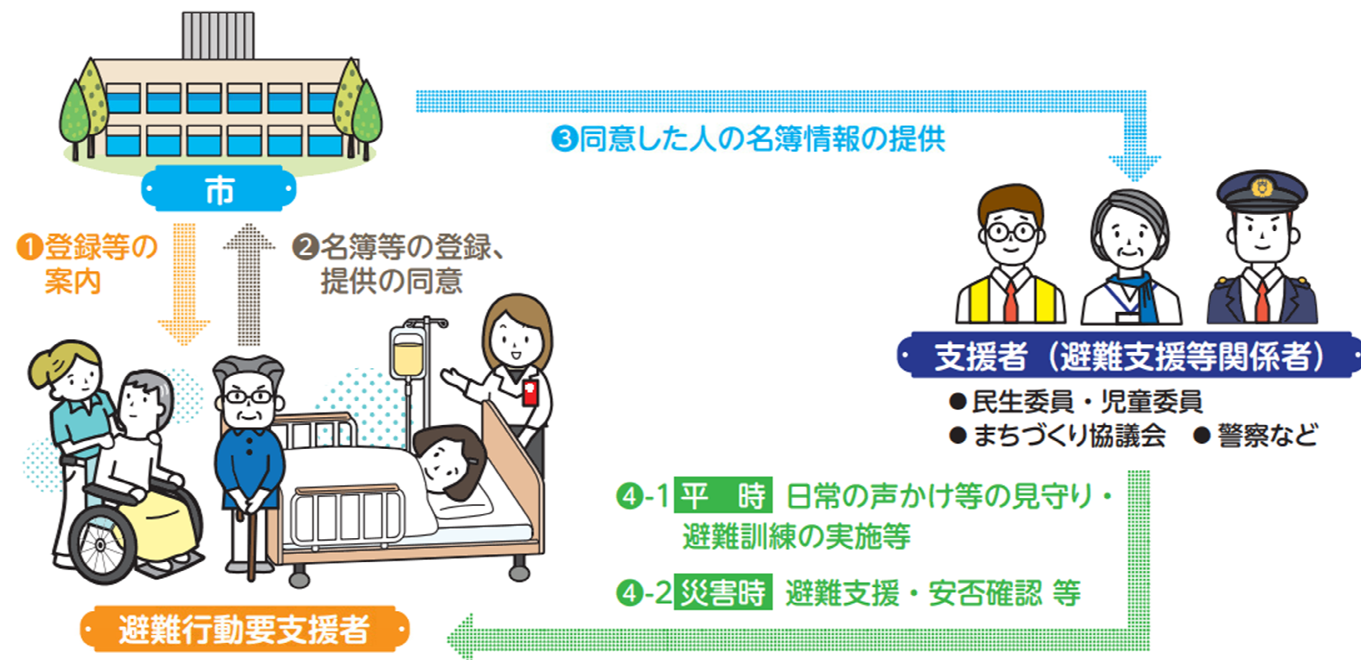 ❸同意した人の名簿情報の提供
市
❶登録等の
案内
❷名簿等の登録、
提供の同意
支援者（避難支援等関係者）
●民生委員・児童委員
●まちづくり協議会 ●警察など
❹-1 平 時 日常の声かけ等の見守り・
避難訓練の実施等
❹-2 災害時 避難支援・安否確認 等
避難行動要支援者